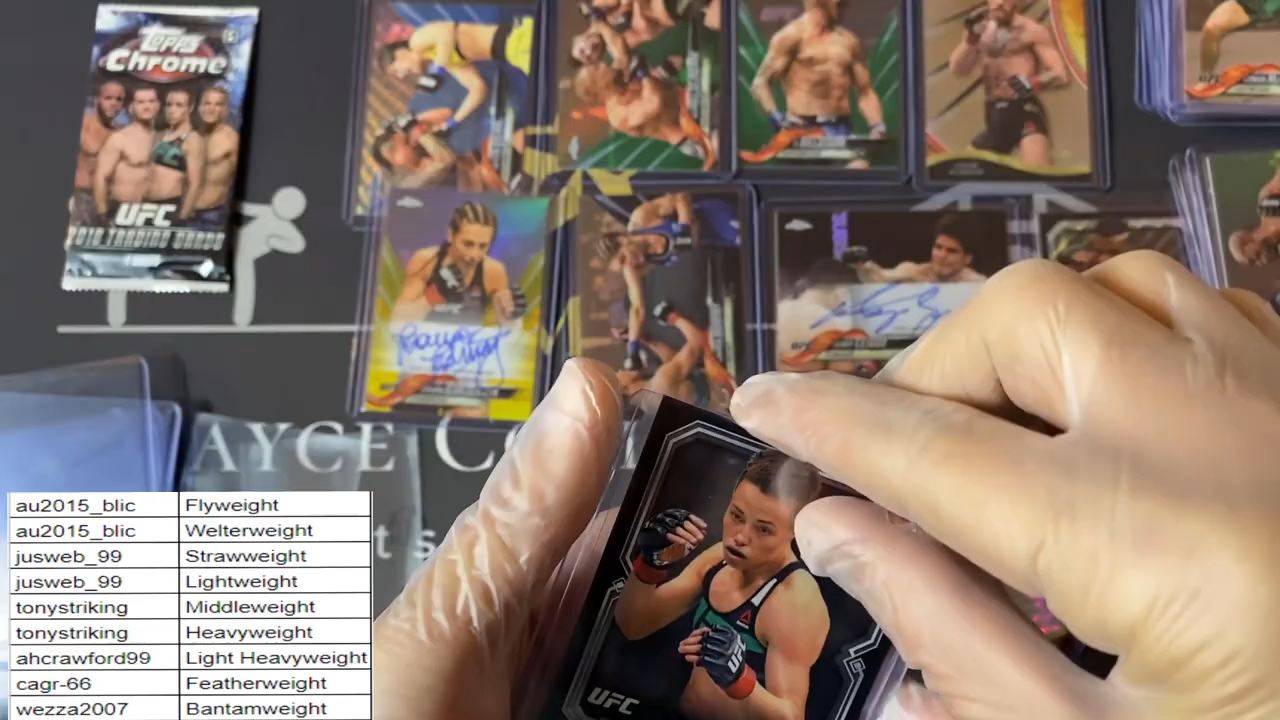 TOPPS
Chrome
UFC
2018 TRADING CARDS
AYCE C
t s
UFC
UFC
au2015_blic Flyweight
au2015_blic Welterweight
jusweb_99 Strawweight
jusweb_99 Lightweight
tonystriking Middleweight
tonystriking Heavyweight
ahcrawford99 Light Heavyweight
cagr-66 Featherweight
wezza2007 Bantamweight